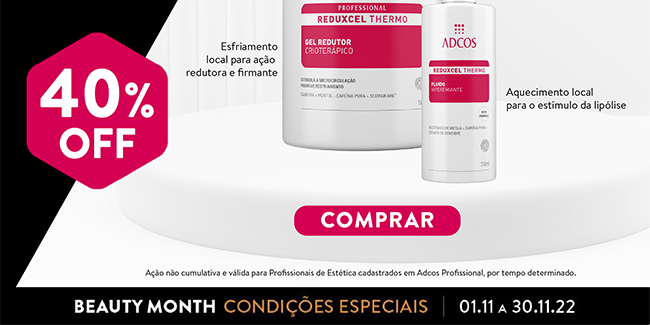 PROFESSIONAL
REDUXCEL THERMO
GEL REDUTOR
CRIOTERÁPICO
Esfriamento
local para ação
redutora e firmante
40%
OFF
ADCOS
REDUXCEL THERMO
FLUIDO
HIPEREMIANTE
Aquecimento local
para o estímulo da lipólise
COMPRAR
Ação não cumulativa e válida para Profissionais de Estética cadastrados em Adcos Profissional, por tempo determinado.
BEAUTY MONTH CONDIÇÕES ESPECIAIS | 01.11 A 30.11.22